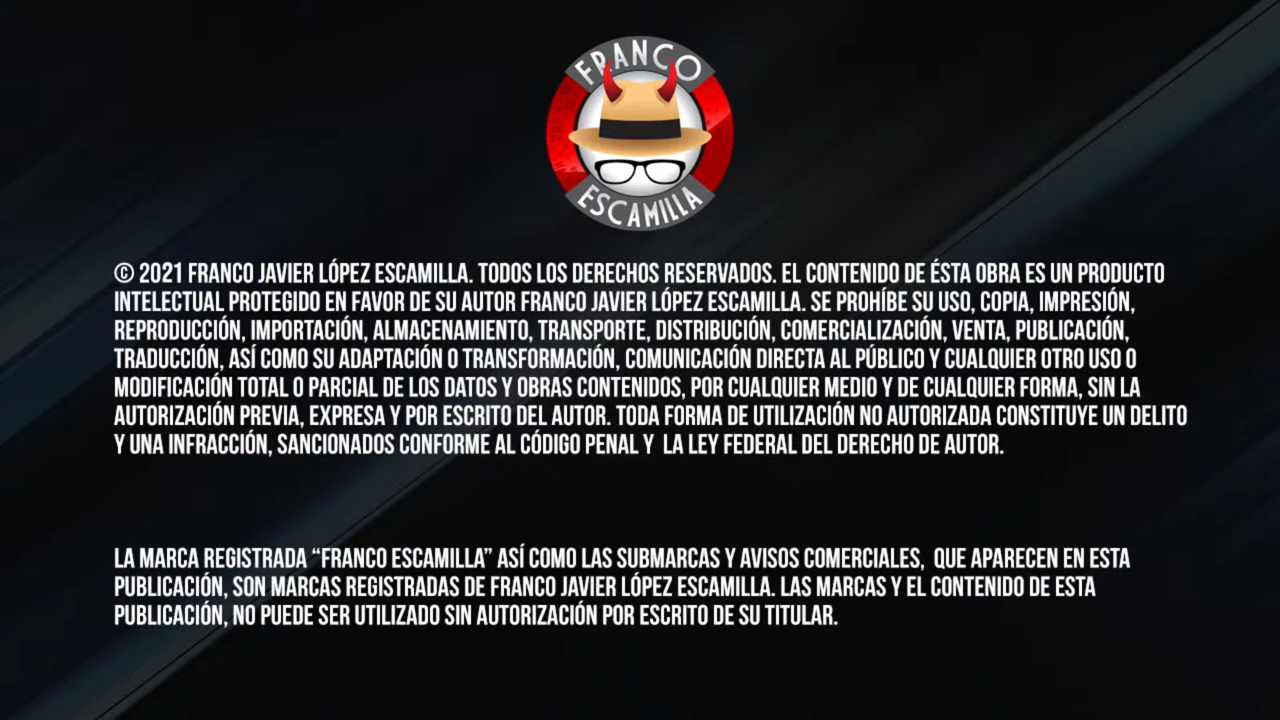 FRANCO
ESCAMILLA
© 2021 FRANCO JAVIER LÓPEZ ESCAMILLA. TODOS LOS DERECHOS RESERVADOS. EL CONTENIDO DE ÉSTA OBRA ES UN PRODUCTO
INTELECTUAL PROTEGIDO EN FAVOR DE SU AUTOR FRANCO JAVIER LÓPEZ ESCAMILLA. SE PROHÍBE SU USO, COPIA, IMPRESIÓN,
REPRODUCCIÓN, IMPORTACIÓN, ALMACENAMIENTO, TRANSPORTE, DISTRIBUCIÓN, COMERCIALIZACIÓN, VENTA, PUBLICACIÓN,
TRADUCCIÓN, ASÍ COMO SU ADAPTACIÓN O TRANSFORMACIÓN, COMUNICACIÓN DIRECTA AL PÚBLICO Y CUALQUIER OTRO USO O
MODIFICACIÓN TOTAL O PARCIAL DE LOS DATOS Y OBRAS CONTENIDOS, POR CUALQUIER MEDIO Y DE CUALQUIER FORMA, SIN LA
AUTORIZACIÓN PREVIA, EXPRESA Y POR ESCRITO DEL AUTOR. TODA FORMA DE UTILIZACIÓN NO AUTORIZADA CONSTITUYE UN DELITO
Y UNA INFRACCIÓN, SANCIONADOS CONFORME AL CÓDIGO PENAL Y  LA LEY FEDERAL DEL DERECHO DE AUTOR.
LA MARCA REGISTRADA “FRANCO ESCAMILLA” ASÍ COMO LAS SUBMARCAS Y AVISOS COMERCIALES,  QUE APARECEN EN ESTA
PUBLICACIÓN, SON MARCAS REGISTRADAS DE FRANCO JAVIER LÓPEZ ESCAMILLA. LAS MARCAS Y EL CONTENIDO DE ESTA
PUBLICACIÓN, NO PUEDE SER UTILIZADO SIN AUTORIZACIÓN POR ESCRITO DE SU TITULAR.